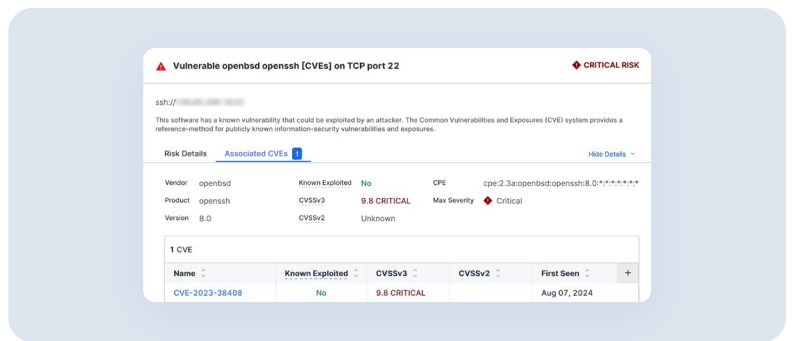 Vulnerable openbsd openssh [CVEs] on TCP port 22
CRITICAL RISK
ssh://
This software has a known vulnerability that could be exploited by an attacker. The Common Vulnerabilities and Exposures (CVE) system provides a
reference-method for publicly known information-security vulnerabilities and exposures.
Risk Details Associated CVEs 1 Hide Details
Vendor openbsd Known Exploited No CPE cpe:2.3:a:openbsd:openssh:8.0:*:*:*:*:*:*:*
Product openssh CVSSv3 9.8 CRITICAL Max Severity Critical
Version 8.0 CVSSv2 Unknown
1 CVE
Name Known Exploited CVSSv3 CVSSv2 First Seen +
CVE-2023-38408 No 9.8 CRITICAL Aug 07, 2024